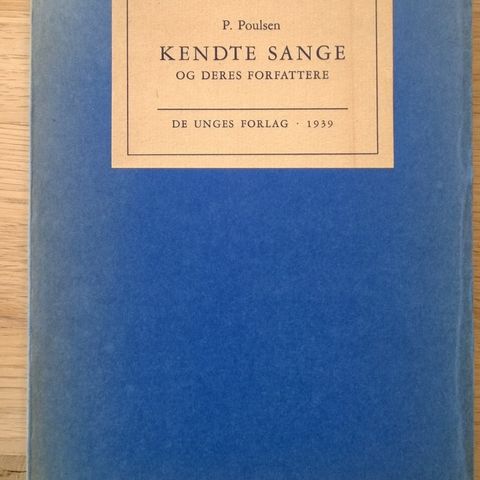 P. Poulsen
KENDTE SANGE
OG DERES FORFATTERE
DE UNGES FORLAG · 1939